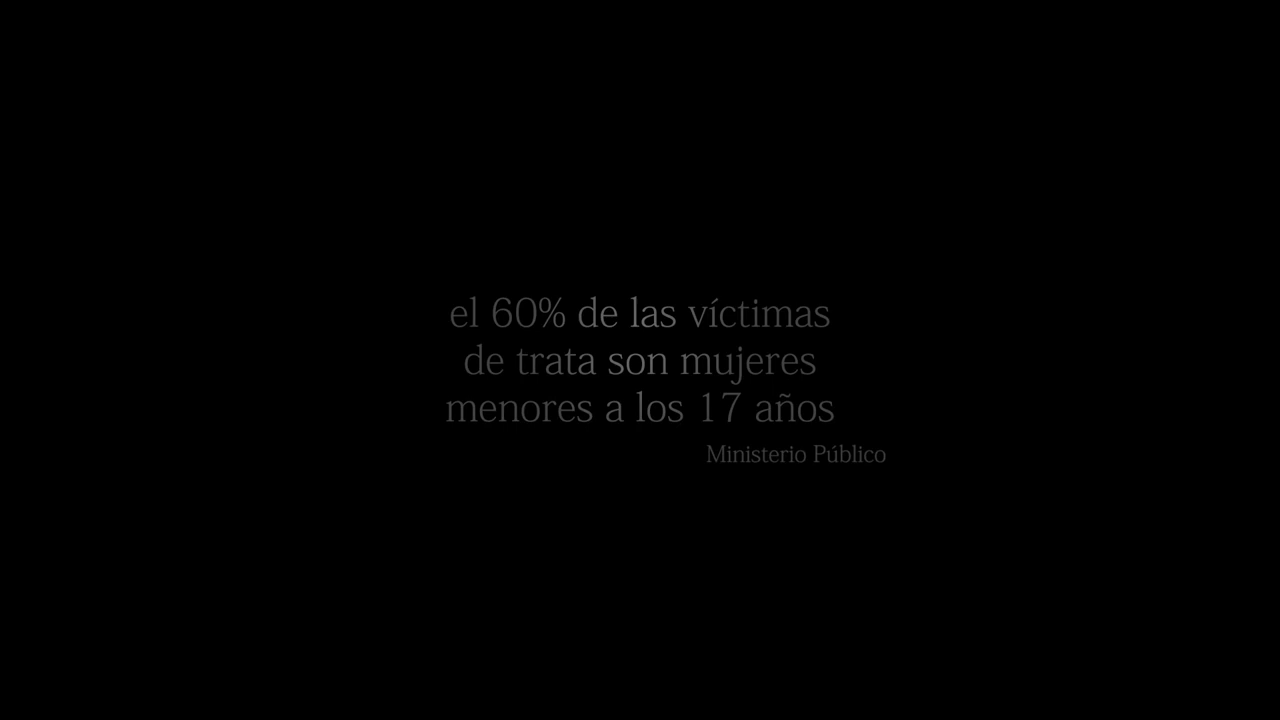 el 60% de las víctimas
de trata son mujeres
menores a los 17 años
Ministerio Público